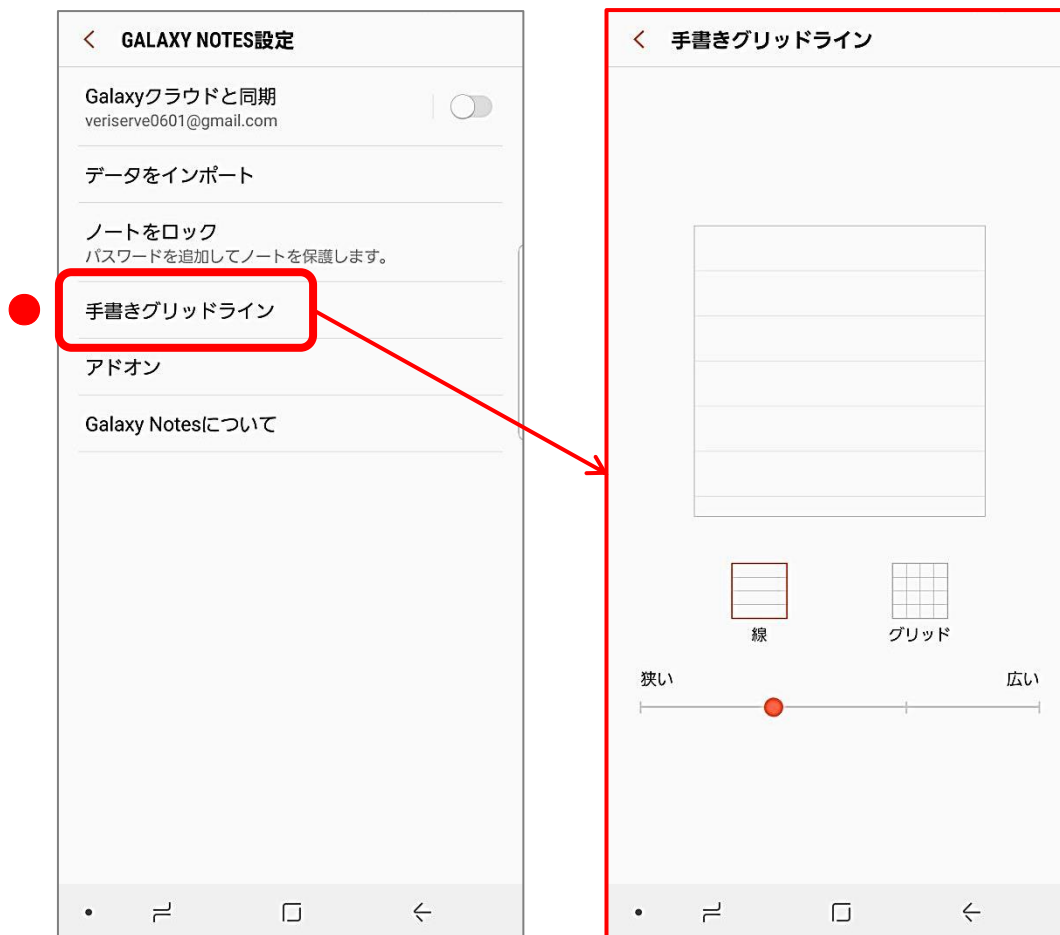 GALAXY NOTES設定
Galaxyクラウドと同期
veriserve0601@gmail.com
データをインポート
ノートをロック
パスワードを追加してノートを保護します。
手書きグリッドライン
アドオン
Galaxy Notesについて
手書きグリッドライン
線
グリッド
狭い
広い